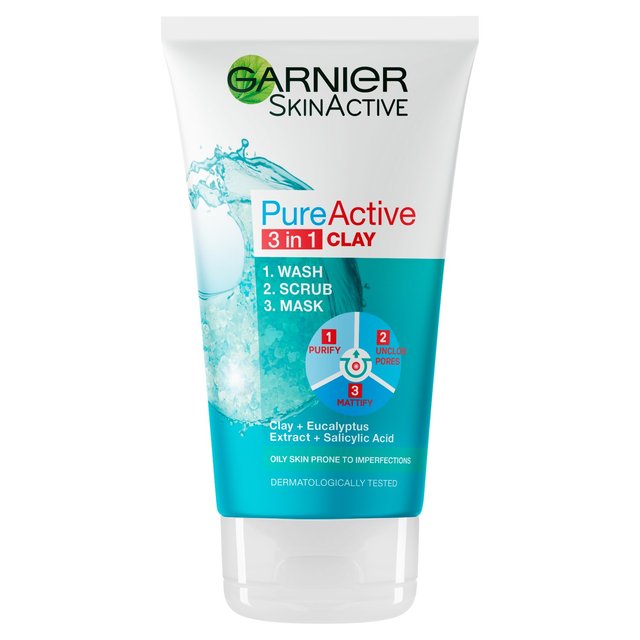 GARNIER
SKINACTIVE
PureActive
3 in 1 CLAY
1. WASH
2. SCRUB
3. MASK
1
PURIFY
2
UNCLOG
PORES
3
MATTIFY
Clay + Eucalyptus
Extract + Salicylic Acid
OILY SKIN PRONE TO IMPERFECTIONS
DERMATOLOGICALLY TESTED